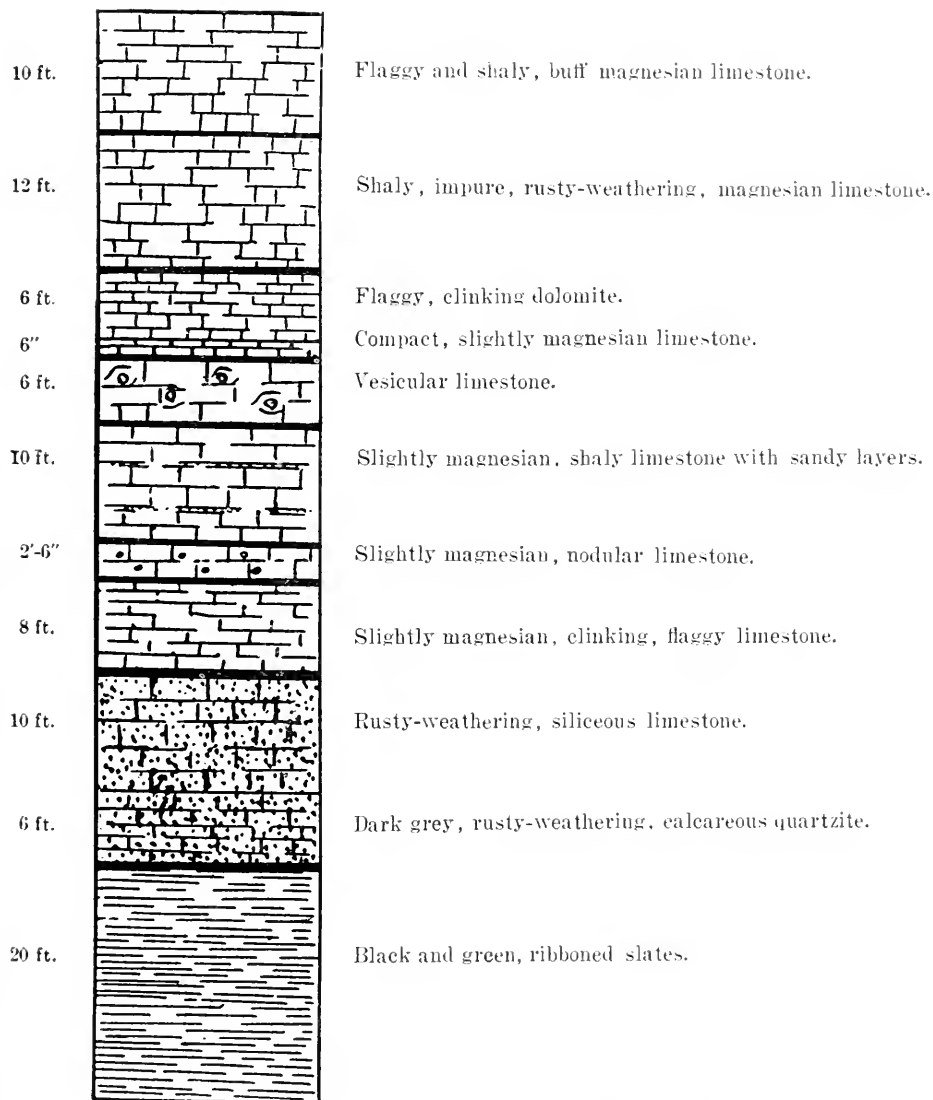 10 ft. Flaggy and shaly, buff magnesian limestone.
12 ft. Shaly, impure, rusty-weathering, magnesian limestone.
6 ft. Flaggy, clinking dolomite.
6″ Compact, slightly magnesian limestone.
6 ft. Vesicular limestone.
10 ft. Slightly magnesian, shaly limestone with sandy layers.
2′-6″ Slightly magnesian, nodular limestone.
8 ft. Slightly magnesian, clinking, flaggy limestone.
10 ft. Rusty-weathering, siliceous limestone.
6 ft. Dark grey, rusty-weathering, calcareous quartzite.
20 ft. Black and green, ribboned slates.